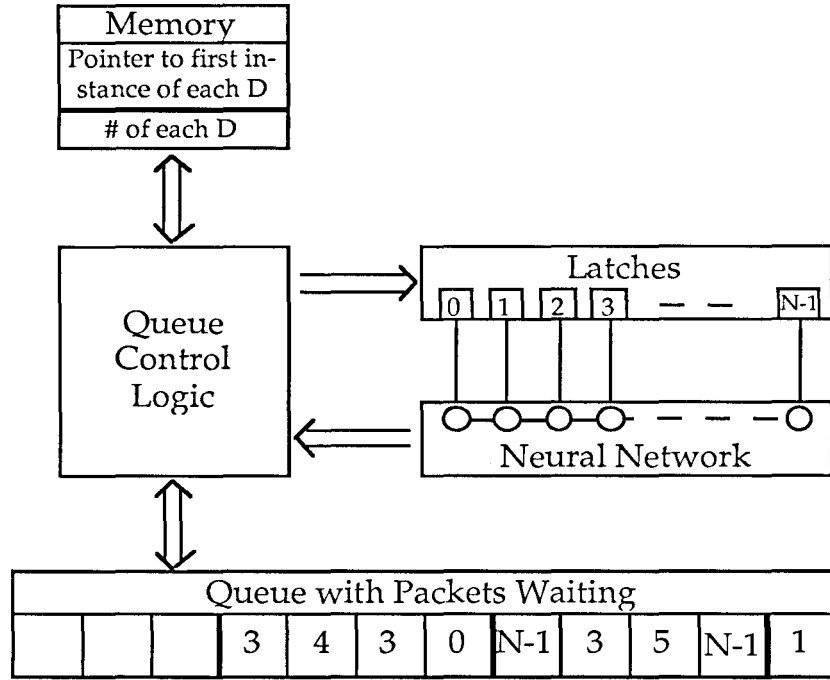 Memory
Pointer to first in-
stance of each D
# of each D
Queue
Control
Logic
Latches
0 1 2 3 N-1
Neural Network
Queue with Packets Waiting
3 4 3 0 N-1 3 5 N-1 1